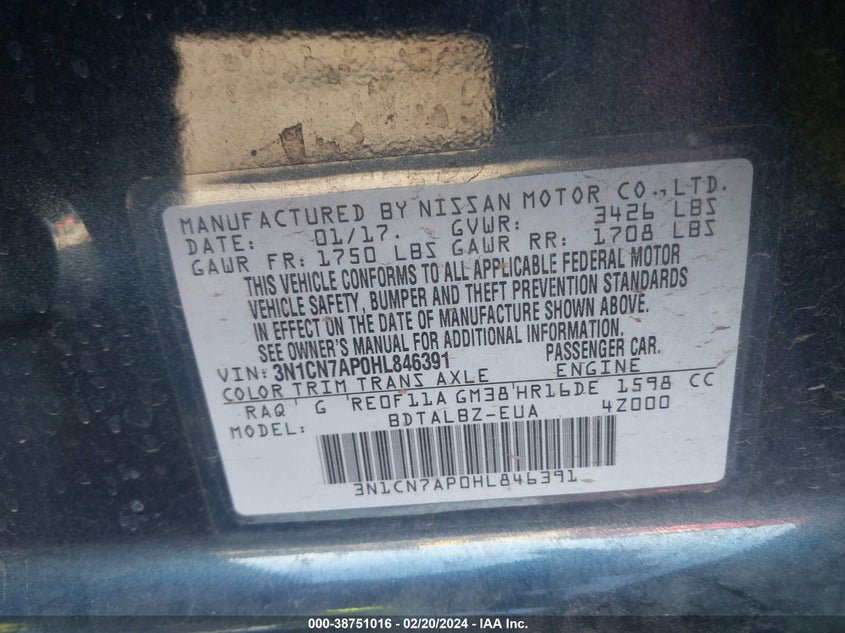 MANUFACTURED BY NISSAN MOTOR CO., LTD.
DATE: 01/17. GVWR: 3426 LBS
GAWR FR: 1750 LBS GAWR RR: 1708 LBS
THIS VEHICLE CONFORMS TO ALL APPLICABLE FEDERAL MOTOR
VEHICLE SAFETY, BUMPER AND THEFT PREVENTION STANDARDS
IN EFFECT ON THE DATE OF MANUFACTURE SHOWN ABOVE.
SEE OWNER'S MANUAL FOR ADDITIONAL INFORMATION.
VIN: 3N1CN7AP0HL846391 PASSENGER CAR.
COLOR TRIM TRANS AXLE ENGINE
RAQ G RE0F11A GM38 HR16DE 1598 CC
MODEL: BDTALBZ-EUA 4Z000
3N1CN7AP0HL846391
000-38751016 - 02/20/2024 - IAA Inc.